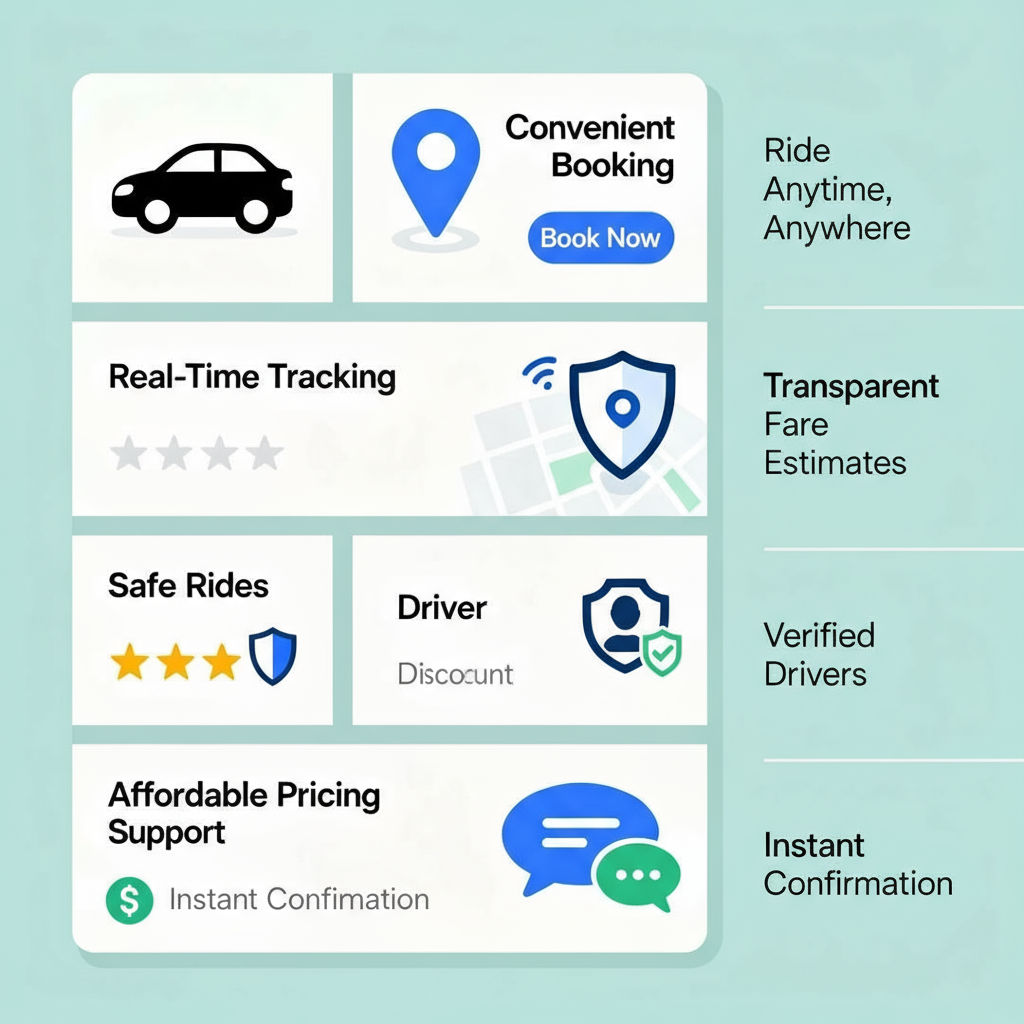 Convenient
Booking
Book Now
Ride
Anytime,
Anywhere
Real-Time Tracking
Transparent
Fare
Estimates
Safe Rides
Driver
Verified
Drivers
Affordable Pricing
Support
Instant Confimation
Instant
Confirmation